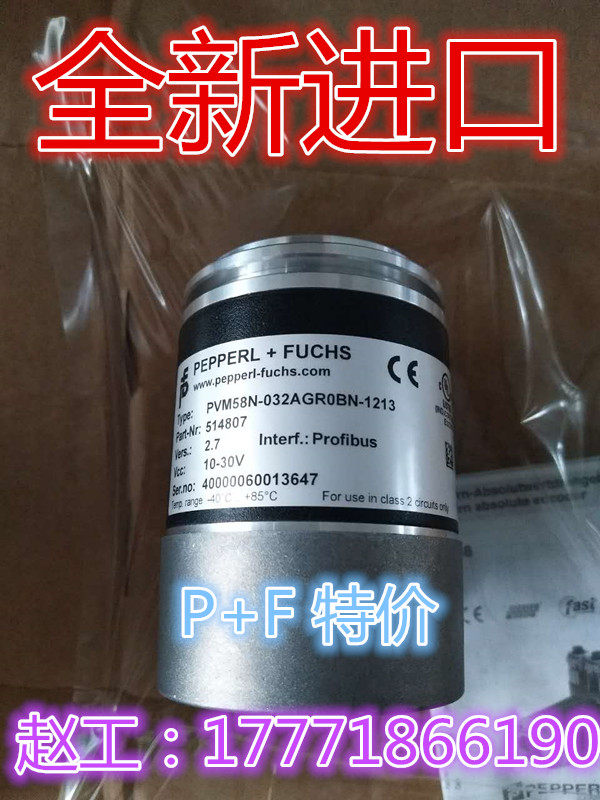 全新进口
PEPPERL + FUCHS
www.pepperl-fuchs.com
CE
Type: PVM58N-032AGR0BN-1213
Part-Nr: 514807
Vers.: 2.7 Interf.: Profibus
Vcc: 10-30V
Ser.no: 40000060013647
Temp. range -40°C .. +85°C For use in class 2 circuits only
P+F 特价
fast
赵工：17771866190
PEPPERL